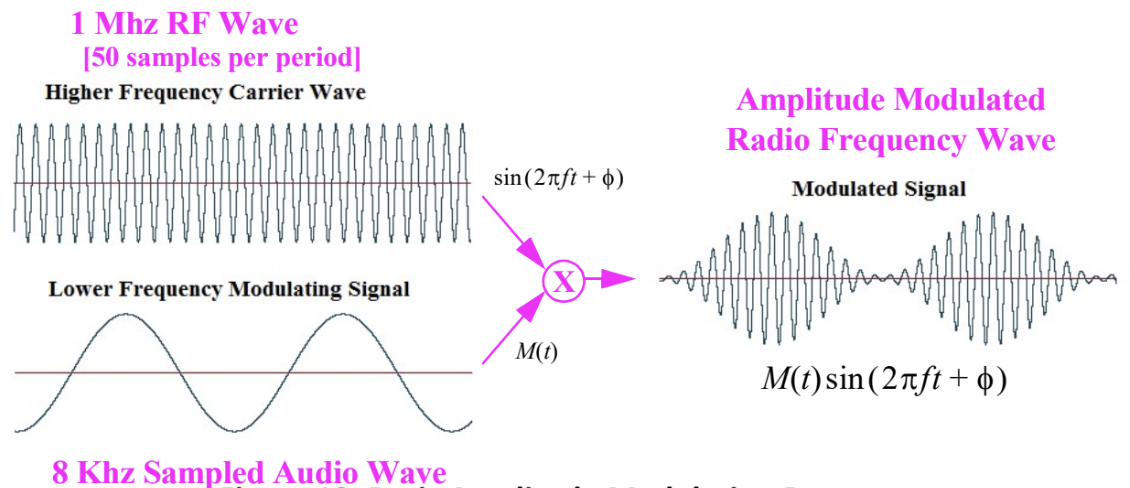 1 Mhz RF Wave
[50 samples per period]
Higher Frequency Carrier Wave
sin(2πft + ϕ)
Lower Frequency Modulating Signal
M(t)
8 Khz Sampled Audio Wave
X
Amplitude Modulated
Radio Frequency Wave
Modulated Signal
M(t)sin(2πft + ϕ)